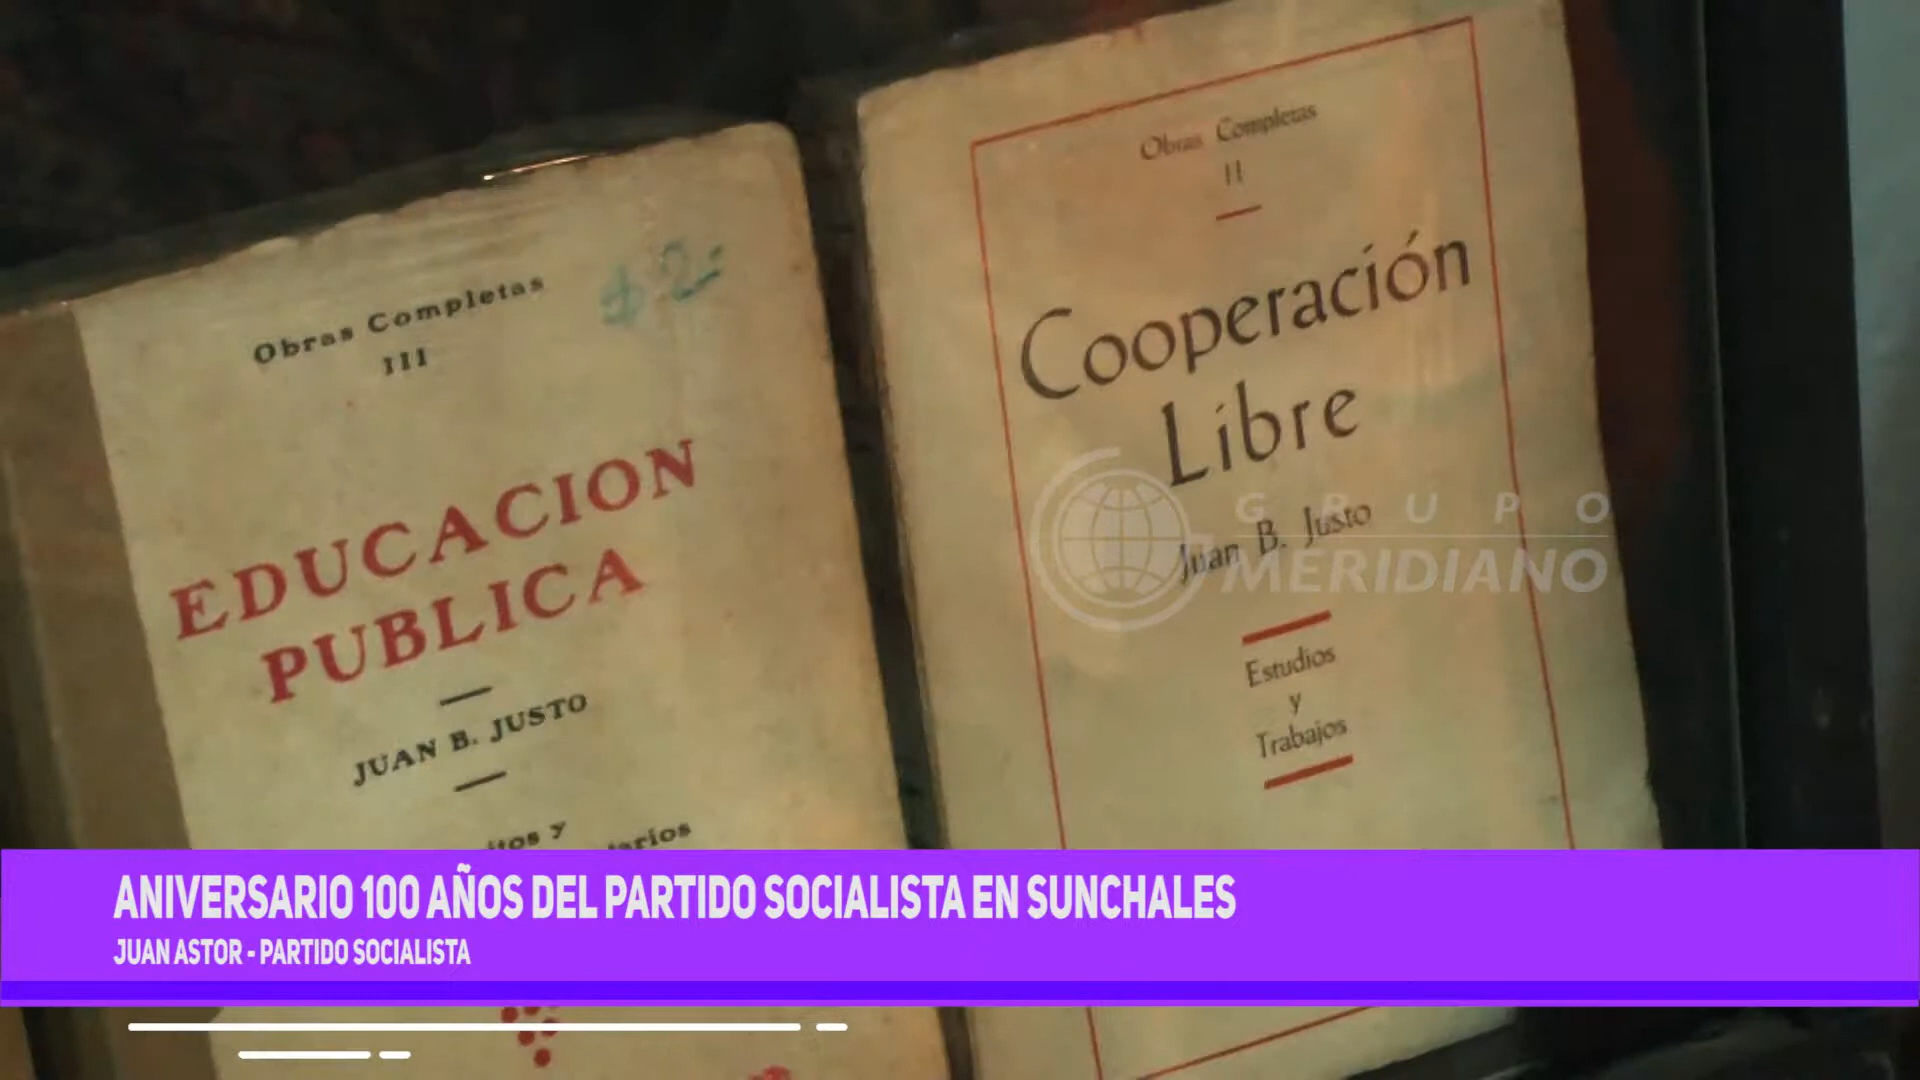 Obras Completas
III
$ 2
EDUCACION
PUBLICA
JUAN B. JUSTO
Obras Completas
II
Cooperación
Libre
Juan B. Justo
Estudios
y
Trabajos
GRUPO
MERIDIANO
ANIVERSARIO 100 AÑOS DEL PARTIDO SOCIALISTA EN SUNCHALES
JUAN ASTOR - PARTIDO SOCIALISTA